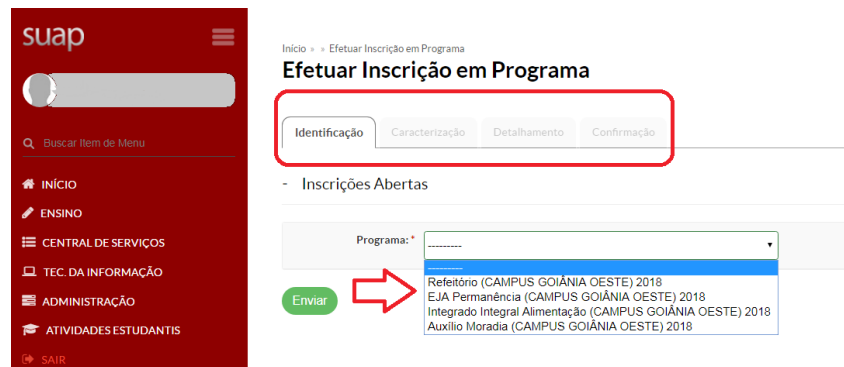 suap
Buscar Item de Menu
INÍCIO
ENSINO
CENTRAL DE SERVIÇOS
TEC. DA INFORMAÇÃO
ADMINISTRAÇÃO
ATIVIDADES ESTUDANTIS
SAIR
Início » » Efetuar Inscrição em Programa
Efetuar Inscrição em Programa
Identificação Caracterização Detalhamento Confirmação
- Inscrições Abertas
Programa: * ---------
---------
Refeitório (CAMPUS GOIÂNIA OESTE) 2018
EJA Permanência (CAMPUS GOIÂNIA OESTE) 2018
Integrado Integral Alimentação (CAMPUS GOIÂNIA OESTE) 2018
Auxílio Moradia (CAMPUS GOIÂNIA OESTE) 2018
Enviar